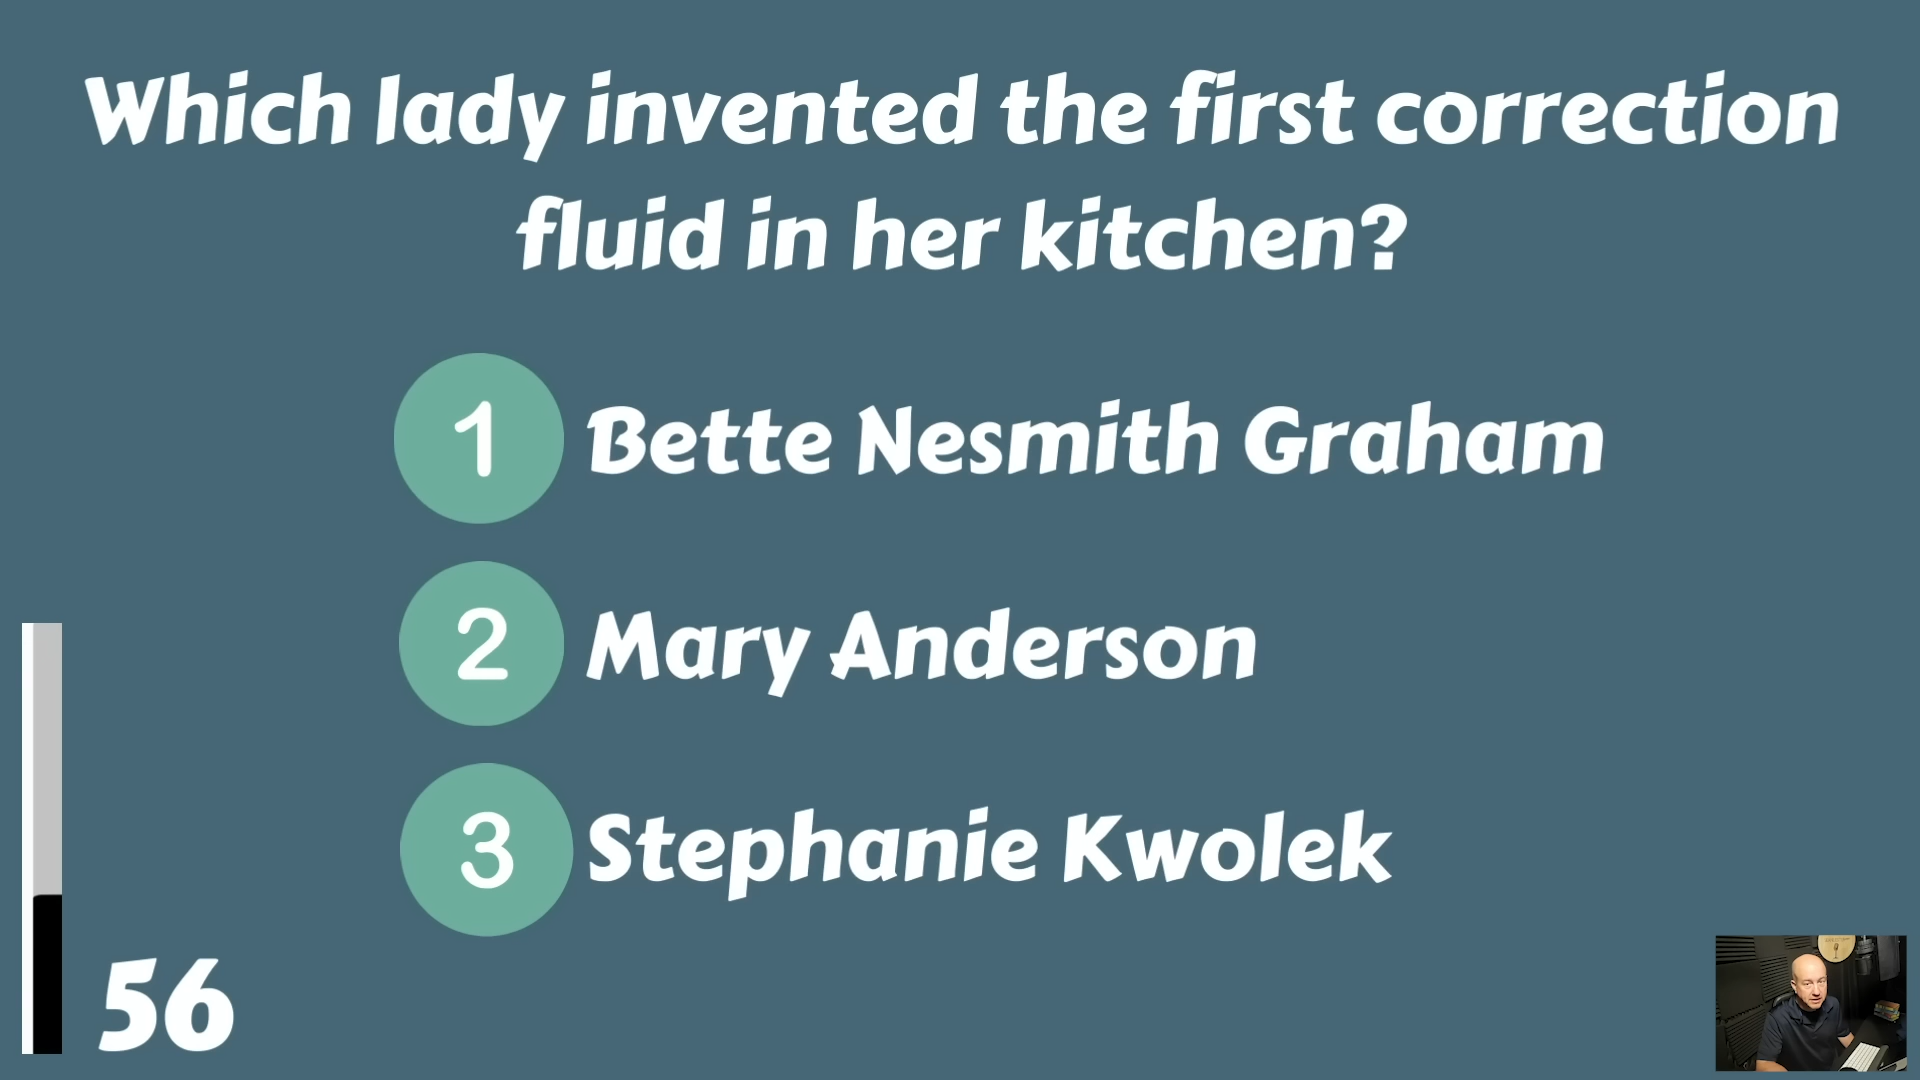 Which lady invented the first correction
fluid in her kitchen?
1 Bette Nesmith Graham
2 Mary Anderson
3 Stephanie Kwolek
56